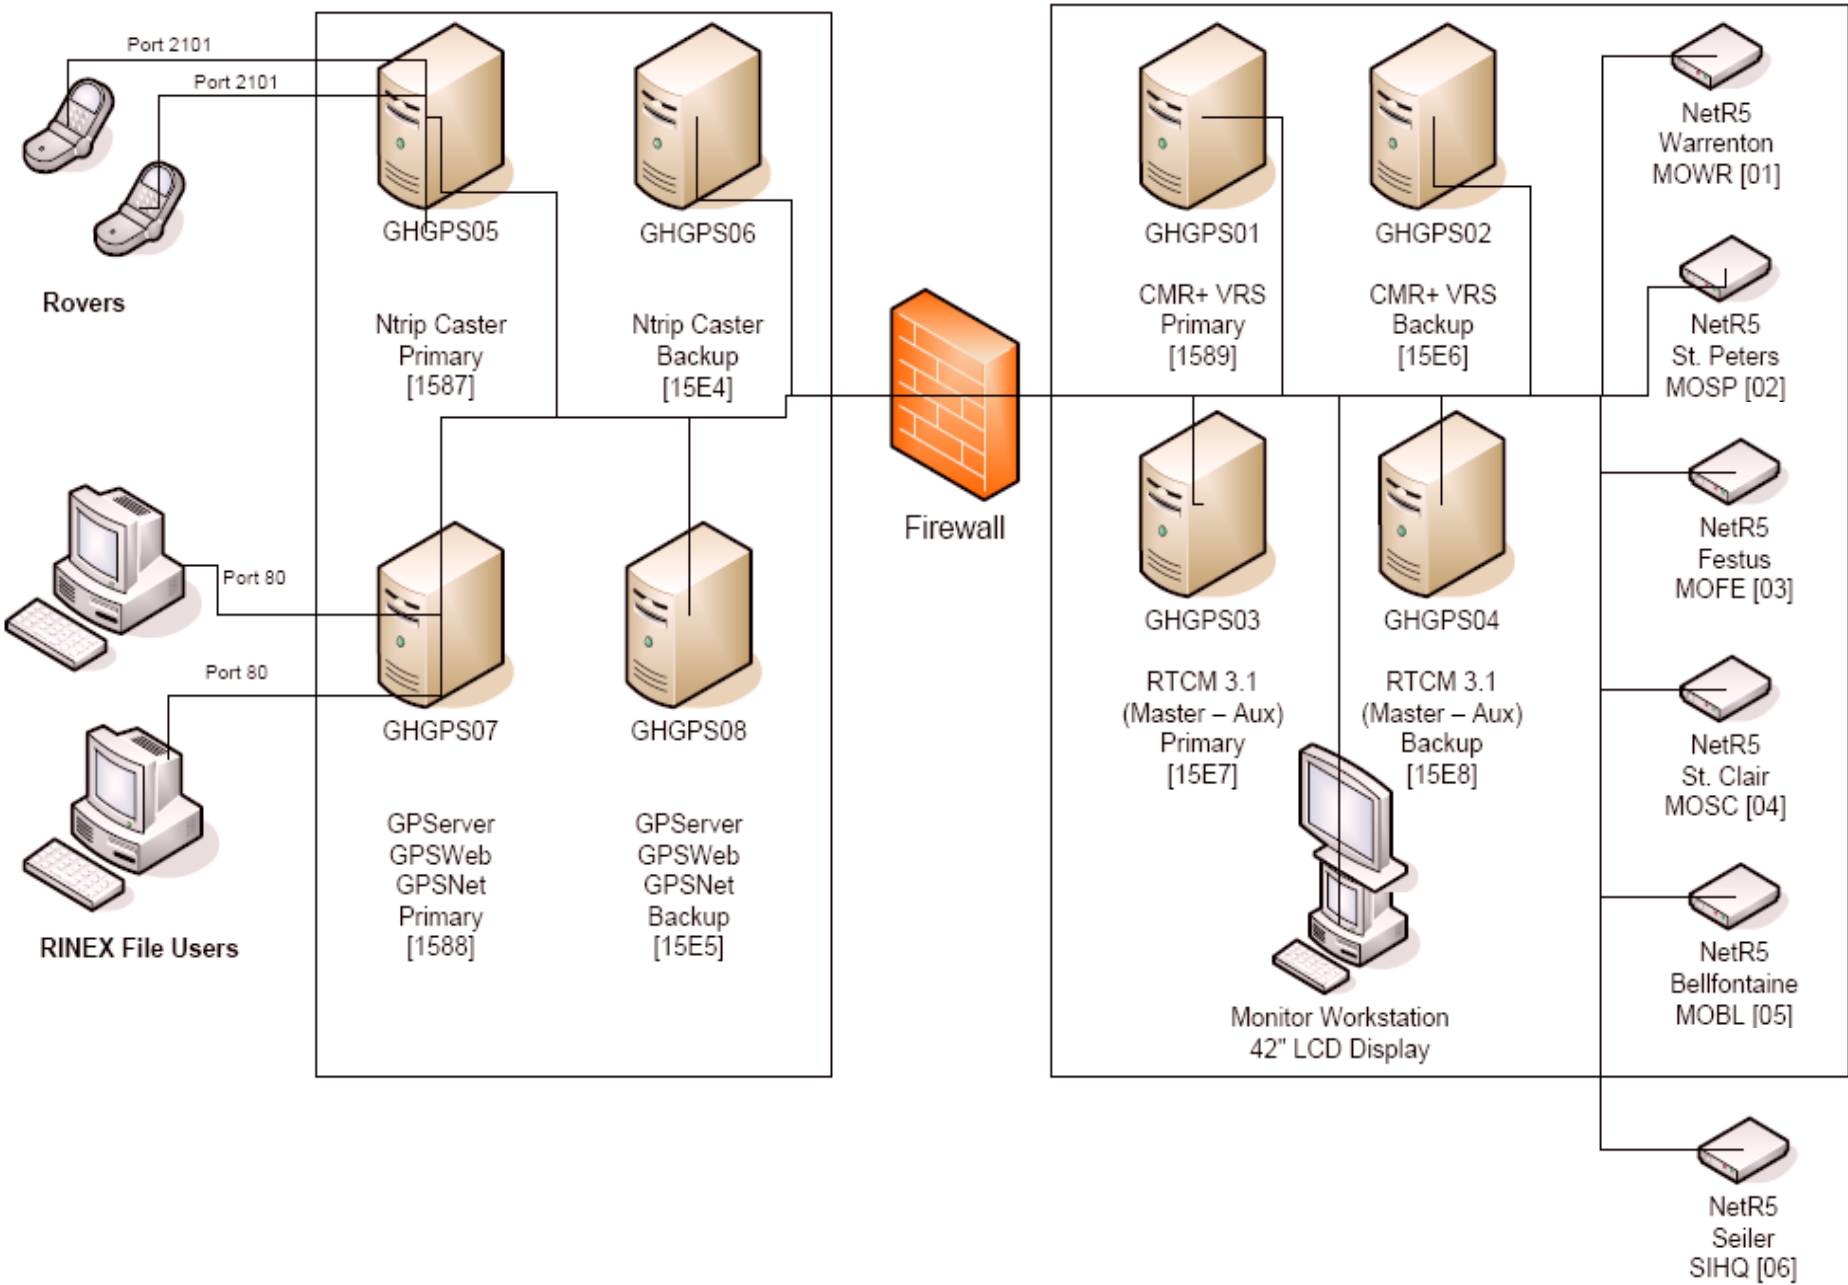 Port 2101
Port 2101
Rovers
GHGPS05
Ntrip Caster
Primary
[1587]
GHGPS06
Ntrip Caster
Backup
[15E4]
Port 80
Port 80
RINEX File Users
GHGPS07
GPServer
GPSWeb
GPSNet
Primary
[1588]
GHGPS08
GPServer
GPSWeb
GPSNet
Backup
[15E5]
Firewall
GHGPS01
CMR+ VRS
Primary
[1589]
GHGPS02
CMR+ VRS
Backup
[15E6]
GHGPS03
RTCM 3.1
(Master – Aux)
Primary
[15E7]
GHGPS04
RTCM 3.1
(Master – Aux)
Backup
[15E8]
Monitor Workstation
42" LCD Display
NetR5
Warrenton
MOWR [01]
NetR5
St. Peters
MOSP [02]
NetR5
Festus
MOFE [03]
NetR5
St. Clair
MOSC [04]
NetR5
Bellfontaine
MOBL [05]
NetR5
Seiler
SIHQ [06]